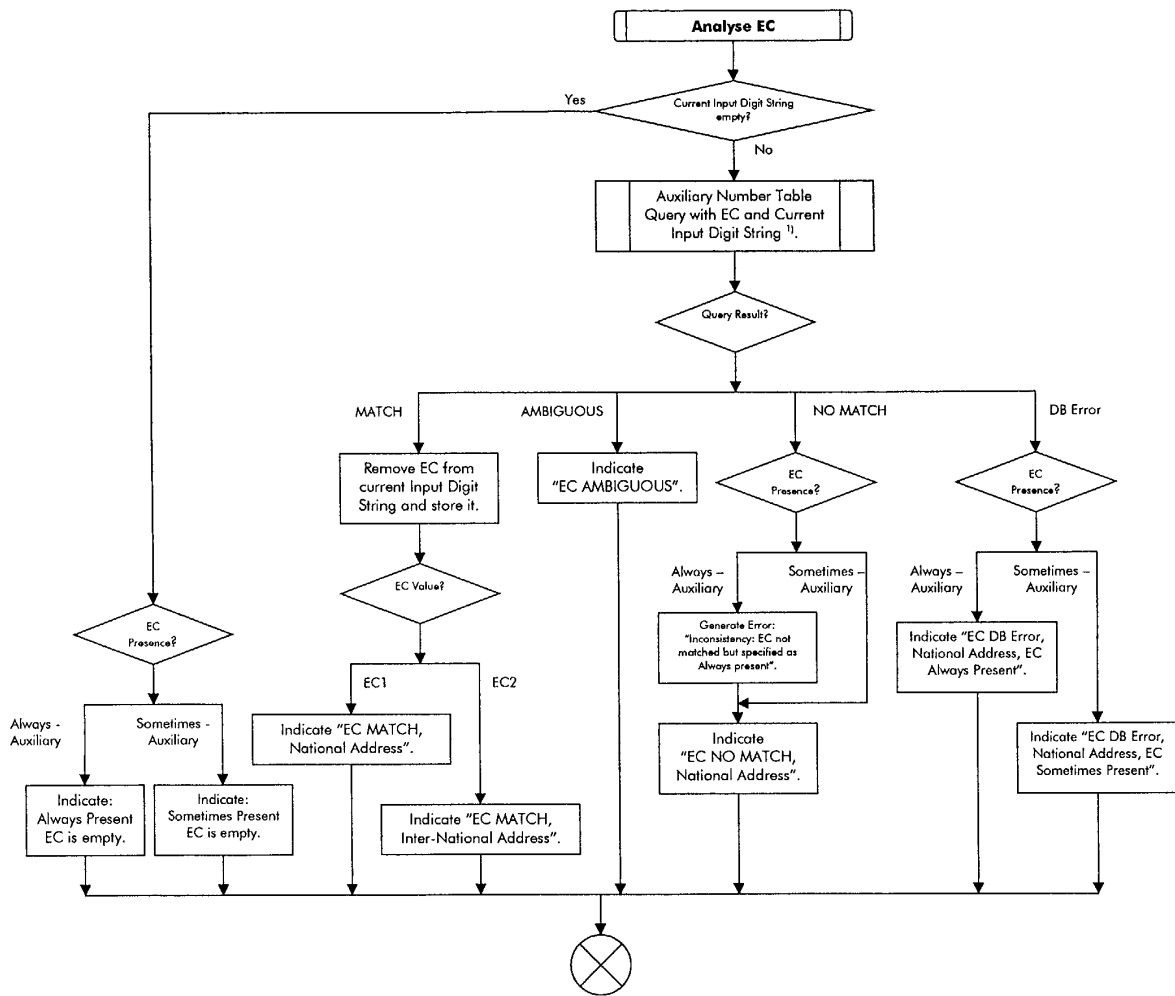 Analyse EC
Current Input Digit String
empty?
Yes
No
Auxiliary Number Table
Query with EC and Current
Input Digit String 1).
Query Result?
MATCH
AMBIGUOUS
NO MATCH
DB Error
Remove EC from
current Input Digit
String and store it.
Indicate
"EC AMBIGUOUS".
EC
Presence?
EC
Presence?
EC Value?
Always –
Auxiliary
Sometimes –
Auxiliary
Always –
Auxiliary
Sometimes –
Auxiliary
EC
Presence?
Generate Error:
"Inconsistency: EC not
matched but specified as
Always present".
Indicate "EC DB Error,
National Address, EC
Always Present".
EC1
EC2
Always -
Auxiliary
Sometimes -
Auxiliary
Indicate "EC MATCH,
National Address".
Indicate
"EC NO MATCH,
National Address".
Indicate "EC DB Error,
National Address, EC
Sometimes Present".
Indicate:
Always Present
EC is empty.
Indicate:
Sometimes Present
EC is empty.
Indicate "EC MATCH,
Inter-National Address".